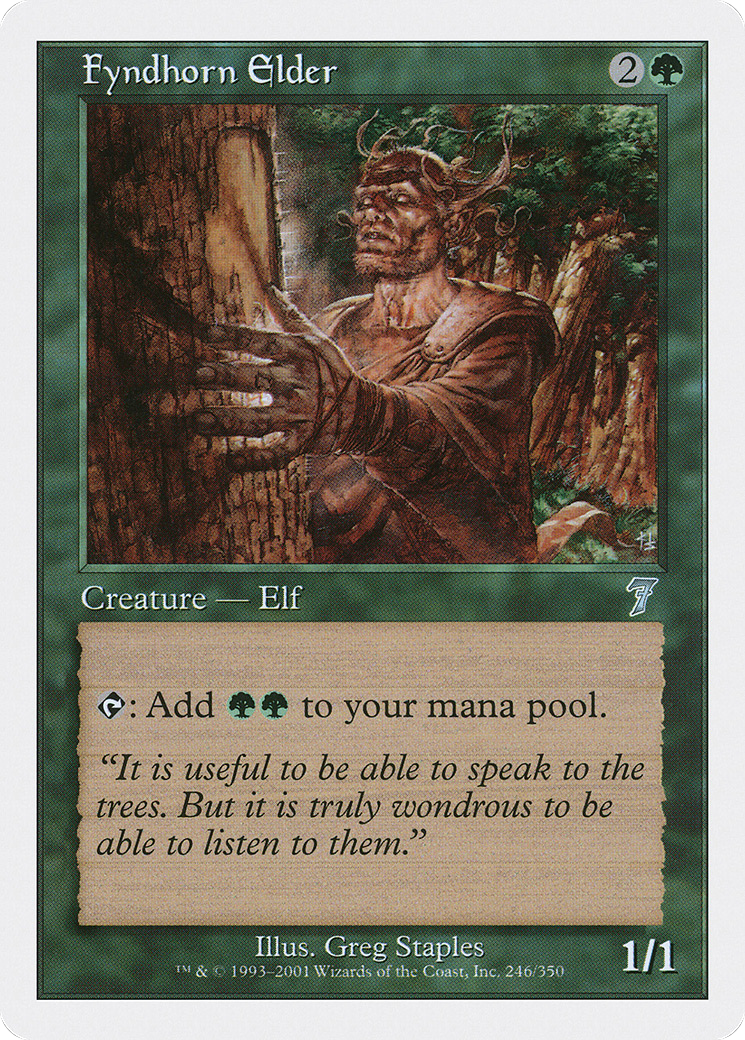 Fyndhorn Elder 2
Creature — Elf
: Add to your mana pool.
“It is useful to be able to speak to the
trees. But it is truly wondrous to be
able to listen to them.”
Illus. Greg Staples
™ & © 1993–2001 Wizards of the Coast, Inc. 246/350
1/1